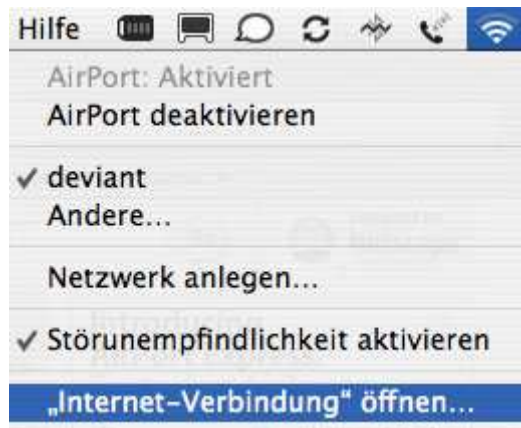 Hilfe
AirPort: Aktiviert
AirPort deaktivieren
deviant
Andere...
Netzwerk anlegen...
Störunempfindlichkeit aktivieren
„Internet-Verbindung“ öffnen...